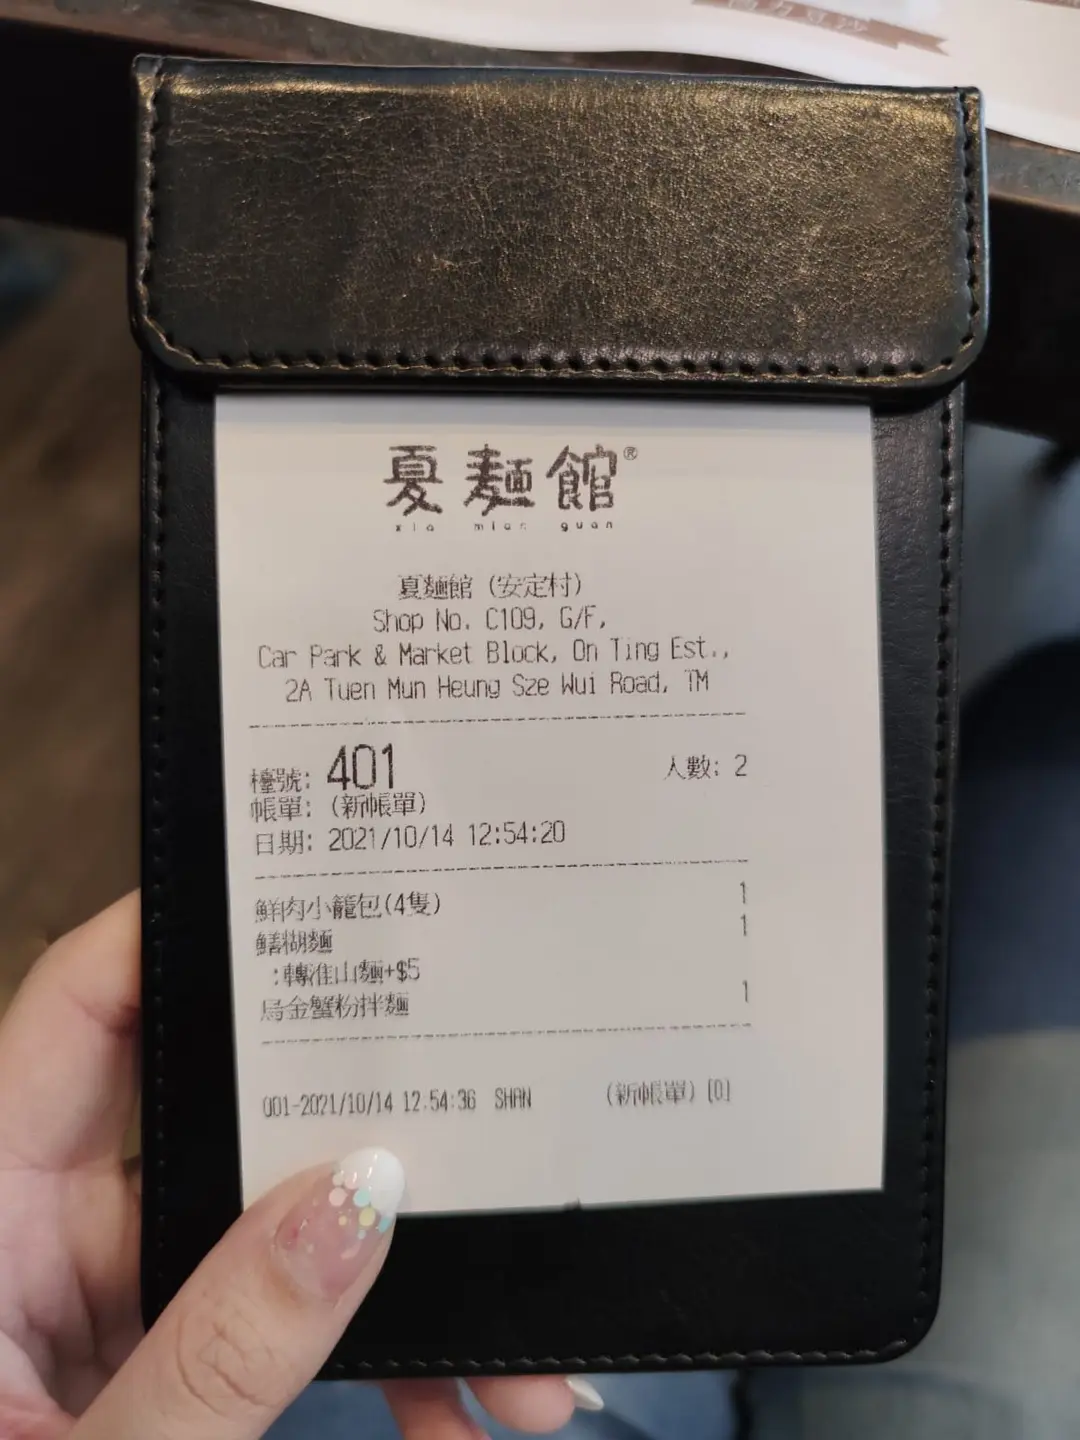 夏麵館®
xia mian guan
夏麵館 (安定村)
Shop No. C109, G/F,
Car Park & Market Block, On Ting Est.,
2A Tuen Mun Heung Sze Wui Road, TM
檯號: 401 人數: 2
帳單: (新帳單)
日期: 2021/10/14 12:54:20
鮮肉小籠包(4隻) 1
鱔糊麵 1
:轉淮山麵+$5
烏金蟹粉拌麵 1
001-2021/10/14 12:54:36 SHAN (新帳單) [0]